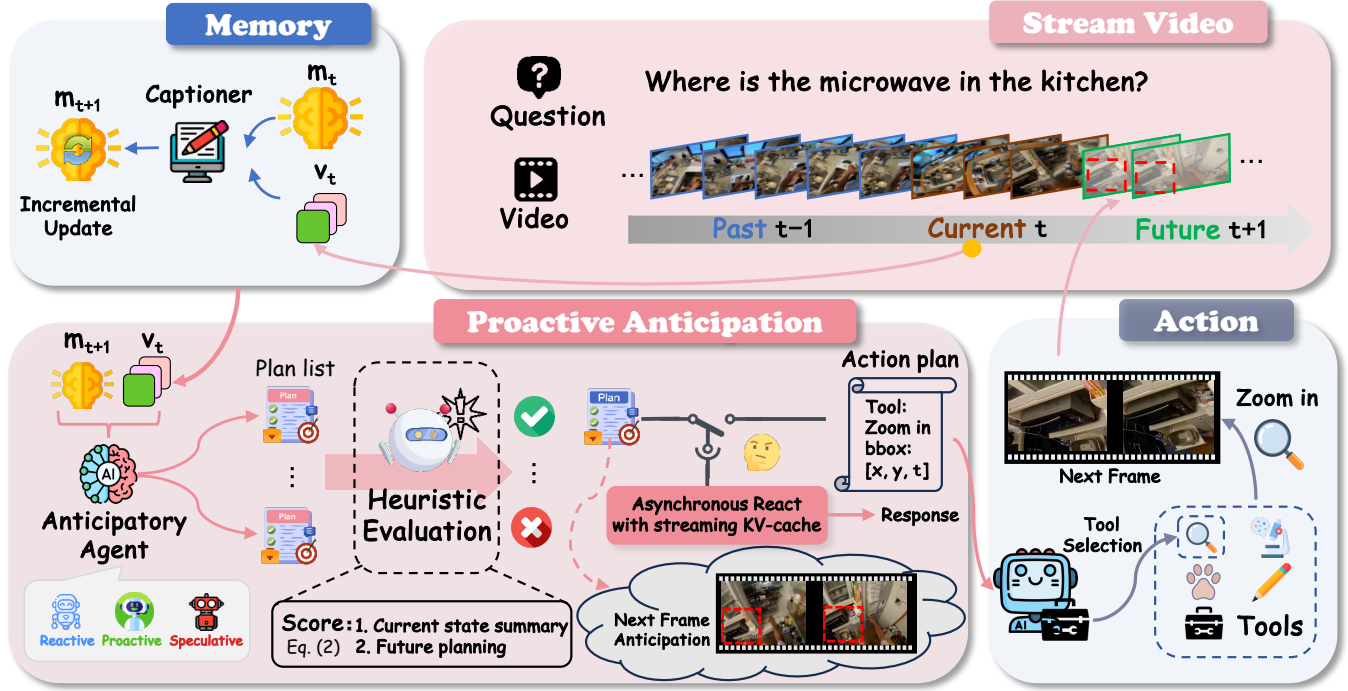 Memory
m_t+1
Captioner
m_t
v_t
Incremental
Update
Stream Video
Question
Where is the microwave in the kitchen?
Video
...
...
Past t−1
Current t
Future t+1
Proactive Anticipation
m_t+1
v_t
Anticipatory
Agent
AI
Reactive
Proactive
Speculative
Plan list
Plan
Plan
Heuristic
Evaluation
Score: 1. Current state summary
Eq. (2) 2. Future planning
Plan
Action plan
Tool:
Zoom in
bbox:
[x, y, t]
Asynchronous React
with streaming KV-cache
Response
Next Frame
Anticipation
Action
Zoom in
Next Frame
Tool
Selection
AI
Tools